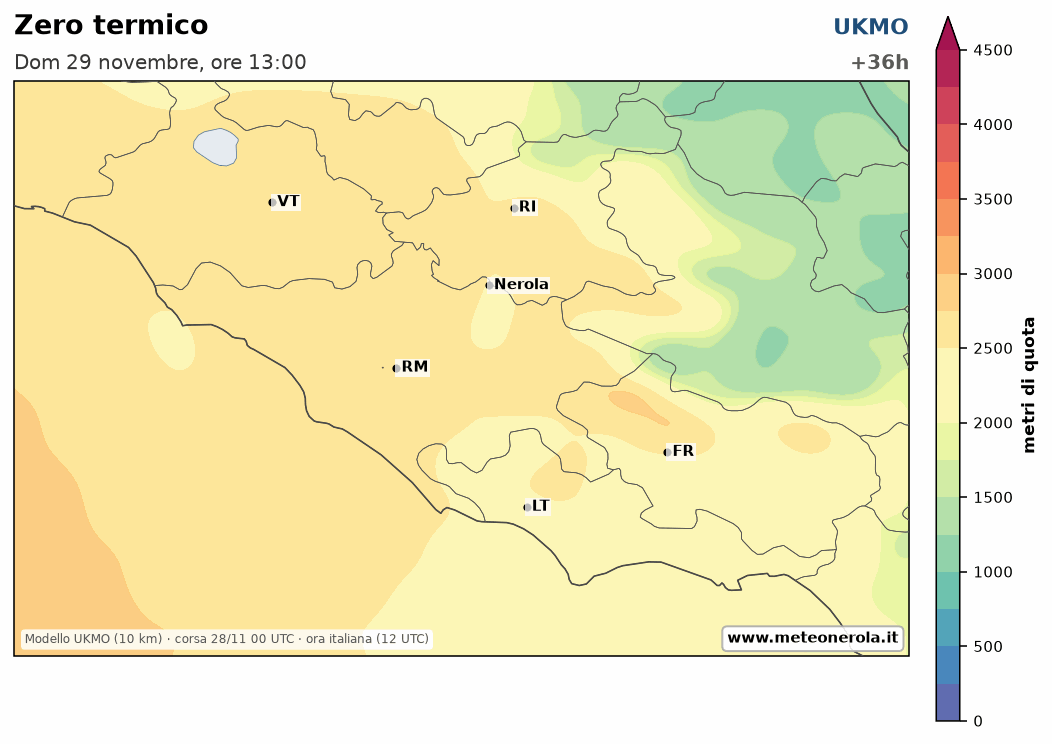 Zero termico
UKMO
Dom 29 novembre, ore 13:00
+36h
VT
RI
Nerola
RM
FR
LT
Modello UKMO (10 km) · corsa 28/11 00 UTC · ora italiana (12 UTC)
www.meteonerola.it
4500
4000
3500
3000
2500
2000
1500
1000
500
0
metri di quota